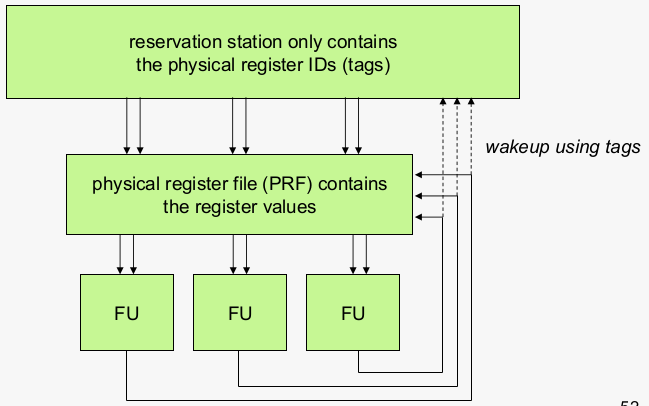 reservation station only contains
the physical register IDs (tags)
wakeup using tags
physical register file (PRF) contains
the register values
FU
FU
FU